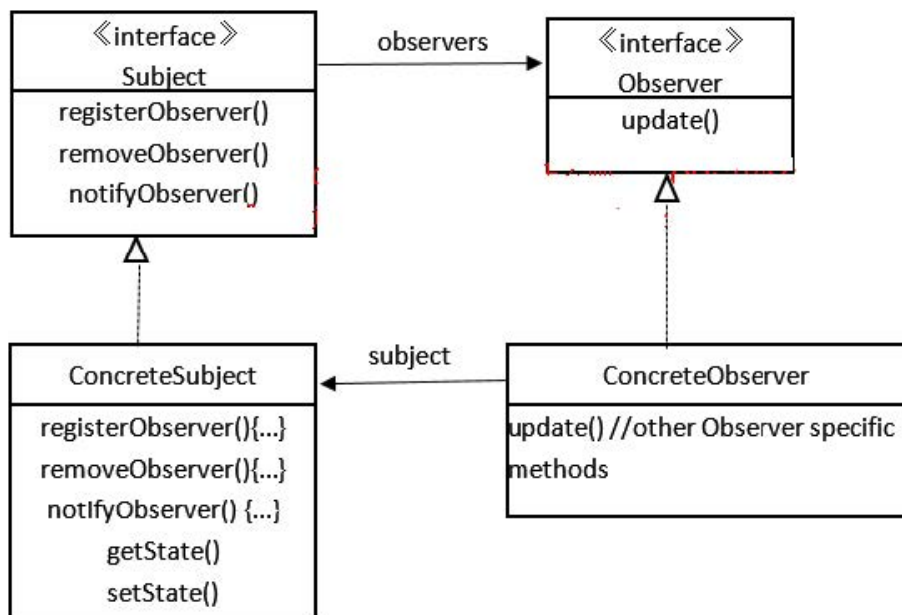 《interface》
Subject
registerObserver()
removeObserver()
notifyObserver()
observers
《interface》
Observer
update()
ConcreteSubject
registerObserver(){...}
removeObserver(){...}
notIfyObserver() {...}
getState()
setState()
subject
ConcreteObserver
update() //other Observer specific
methods